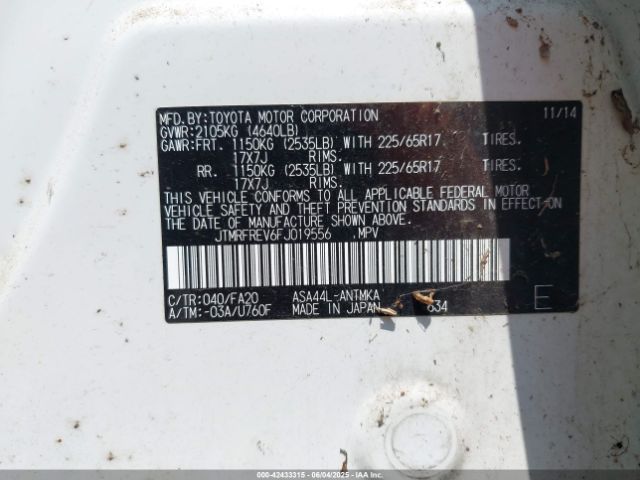 MFD.BY:TOYOTA MOTOR CORPORATION 11/14
GVWR:2105KG (4640LB)
GAWR:FRT. 1150KG (2535LB) WITH 225/65R17 TIRES.
17X7J RIMS.
RR. 1150KG (2535LB) WITH 225/65R17 TIRES.
17X7J RIMS.
THIS VEHICLE CONFORMS TO ALL APPLICABLE FEDERAL MOTOR
VEHICLE SAFETY AND THEFT PREVENTION STANDARDS IN EFFECT ON
THE DATE OF MANUFACTURE SHOWN ABOVE.
JTMRFREV6FJ019556 MPV
C/TR:040/FA20 ASA44L-ANTMKA
A/TM:-03A/U760F MADE IN JAPAN 634 E
000-42433315 - 06/04/2025 - IAAI.COM